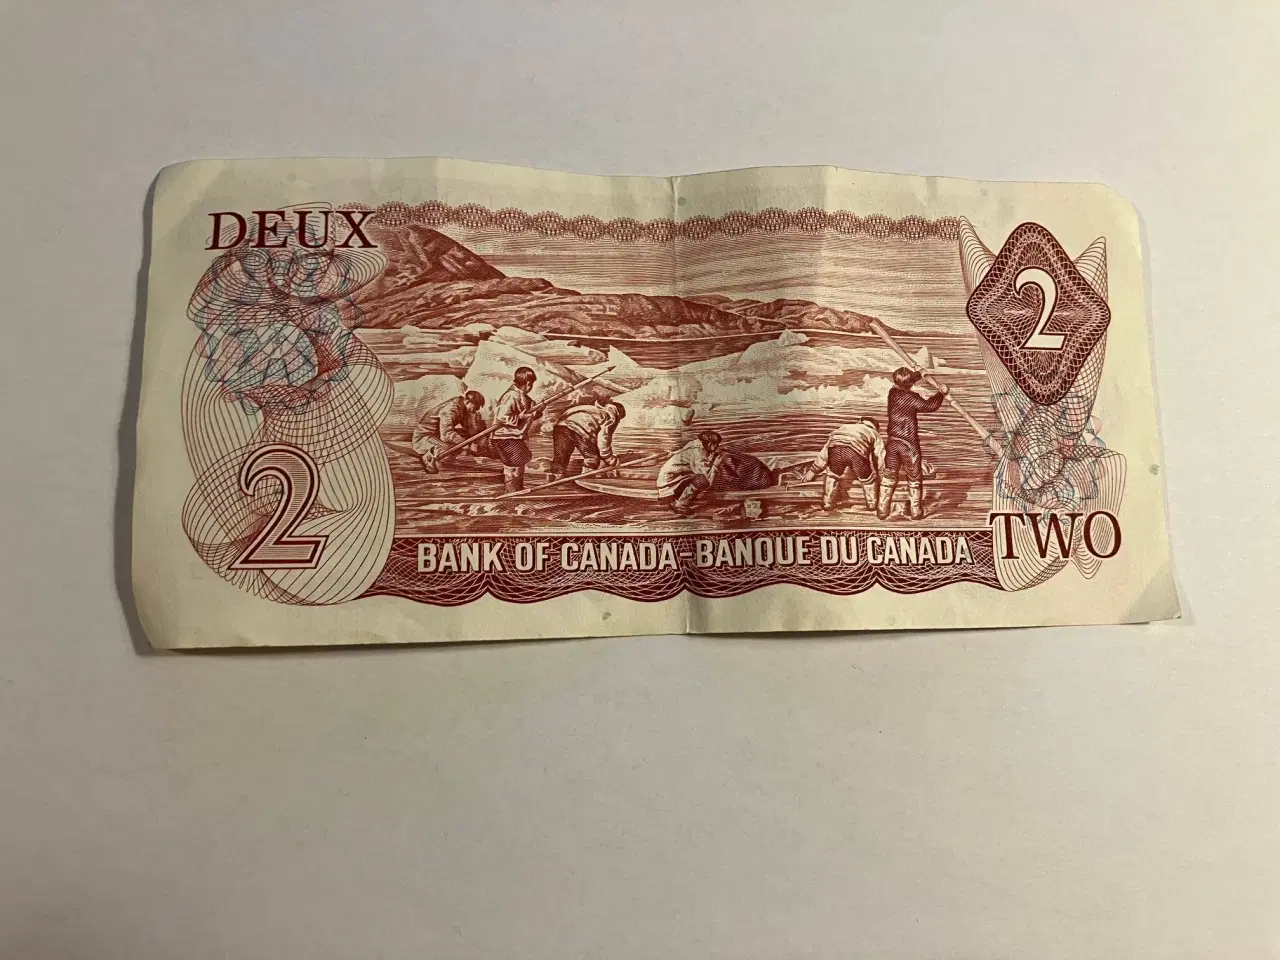 DEUX
2
2
BANK OF CANADA-BANQUE DU CANADA
TWO